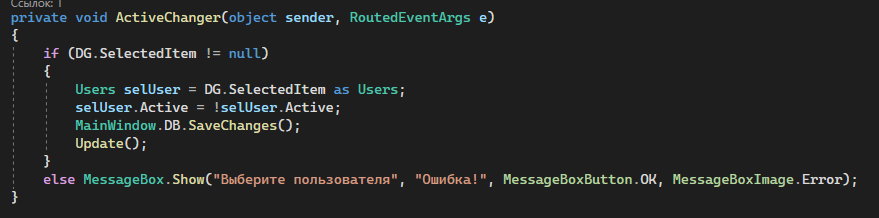 Ссылок: 1
private void ActiveChanger(object sender, RoutedEventArgs e)
{
if (DG.SelectedItem != null)
{
Users selUser = DG.SelectedItem as Users;
selUser.Active = !selUser.Active;
MainWindow.DB.SaveChanges();
Update();
}
else MessageBox.Show("Выберите пользователя", "Ошибка!", MessageBoxButton.OK, MessageBoxImage.Error);
}